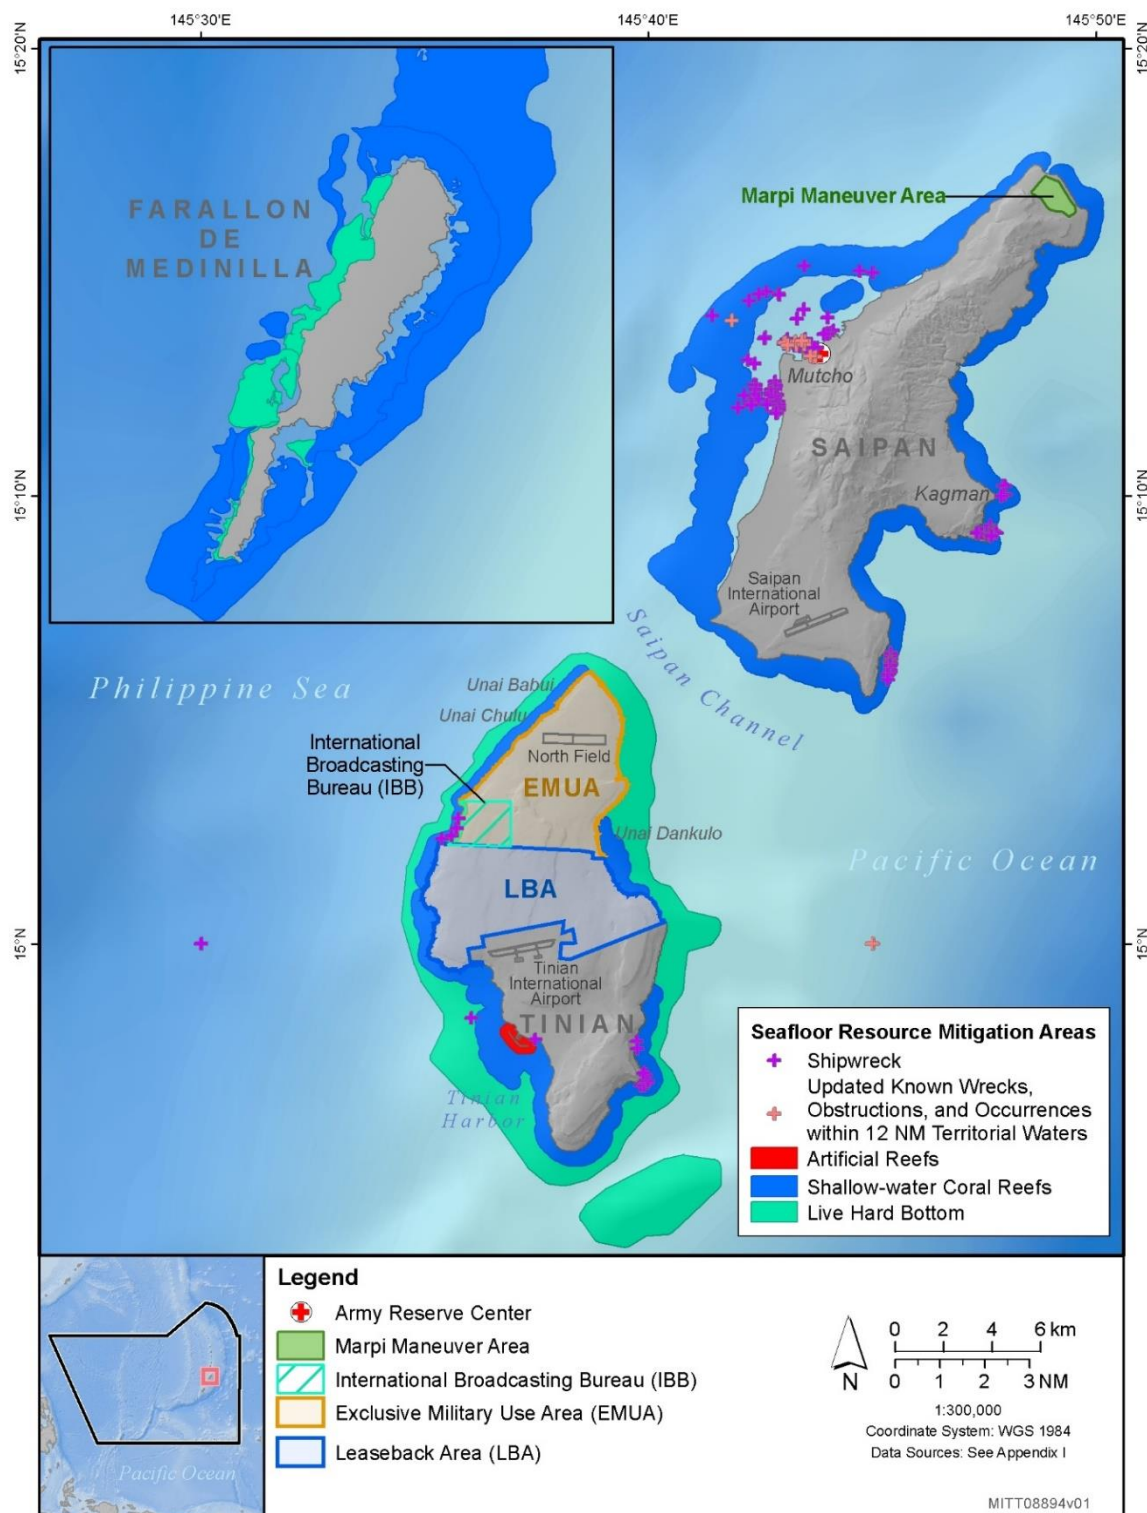 145°30'E
145°40'E
145°50'E
15°20'N
15°20'N
FARALLON
DE
MEDINILLA
Marpi Maneuver Area
Mutcho
SAIPAN
Kagman
15°10'N
15°10'N
Saipan
International
Airport
Saipan Channel
Philippine Sea
Unai Babui
Unai Chulu
International
Broadcasting
Bureau (IBB)
North Field
EMUA
Unai Dankulo
Pacific Ocean
LBA
15°N
15°N
Tinian
International
Airport
TINIAN
Tinian
Harbor
Seafloor Resource Mitigation Areas
Shipwreck
Updated Known Wrecks,
Obstructions, and Occurrences
within 12 NM Territorial Waters
Artificial Reefs
Shallow-water Coral Reefs
Live Hard Bottom
Pacific Ocean
Legend
Army Reserve Center
Marpi Maneuver Area
International Broadcasting Bureau (IBB)
Exclusive Military Use Area (EMUA)
Leaseback Area (LBA)
N
0 2 4 6 km
0 1 2 3 NM
1:300,000
Coordinate System: WGS 1984
Data Sources: See Appendix I
MITT08894v01